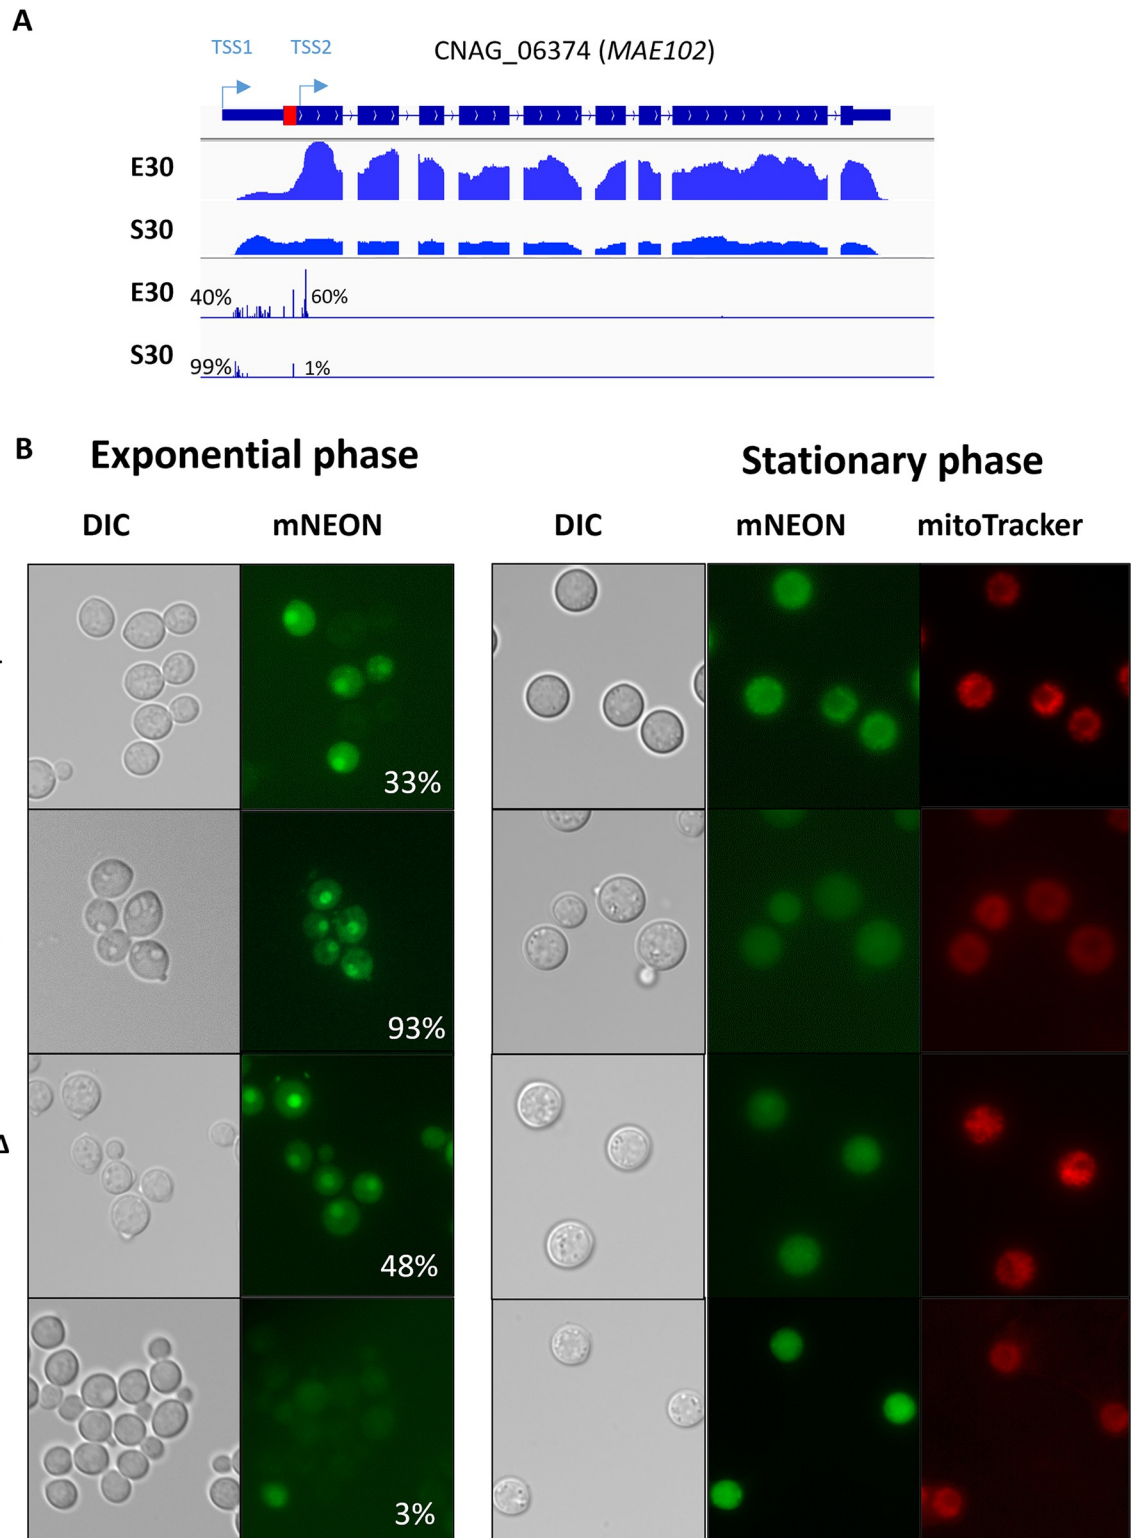 A
TSS1 TSS2 CNAG_06374 (MAE102)
E30
S30
E30 40% 60%
S30 99% 1%
B Exponential phase Stationary phase
DIC mNEON DIC mNEON mitoTracker
33%
93%
Δ
48%
3%